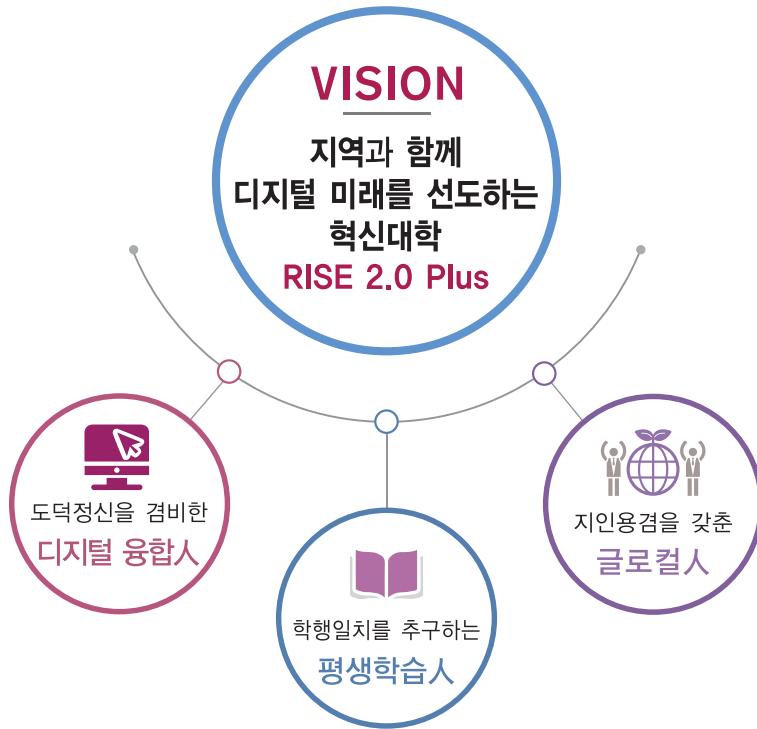 VISION
지역과 함께
디지털 미래를 선도하는
혁신대학
RISE 2.0 Plus
도덕정신을 겸비한
디지털 융합人
학행일치를 추구하는
평생학습人
지인용겸을 갖춘
글로컬人